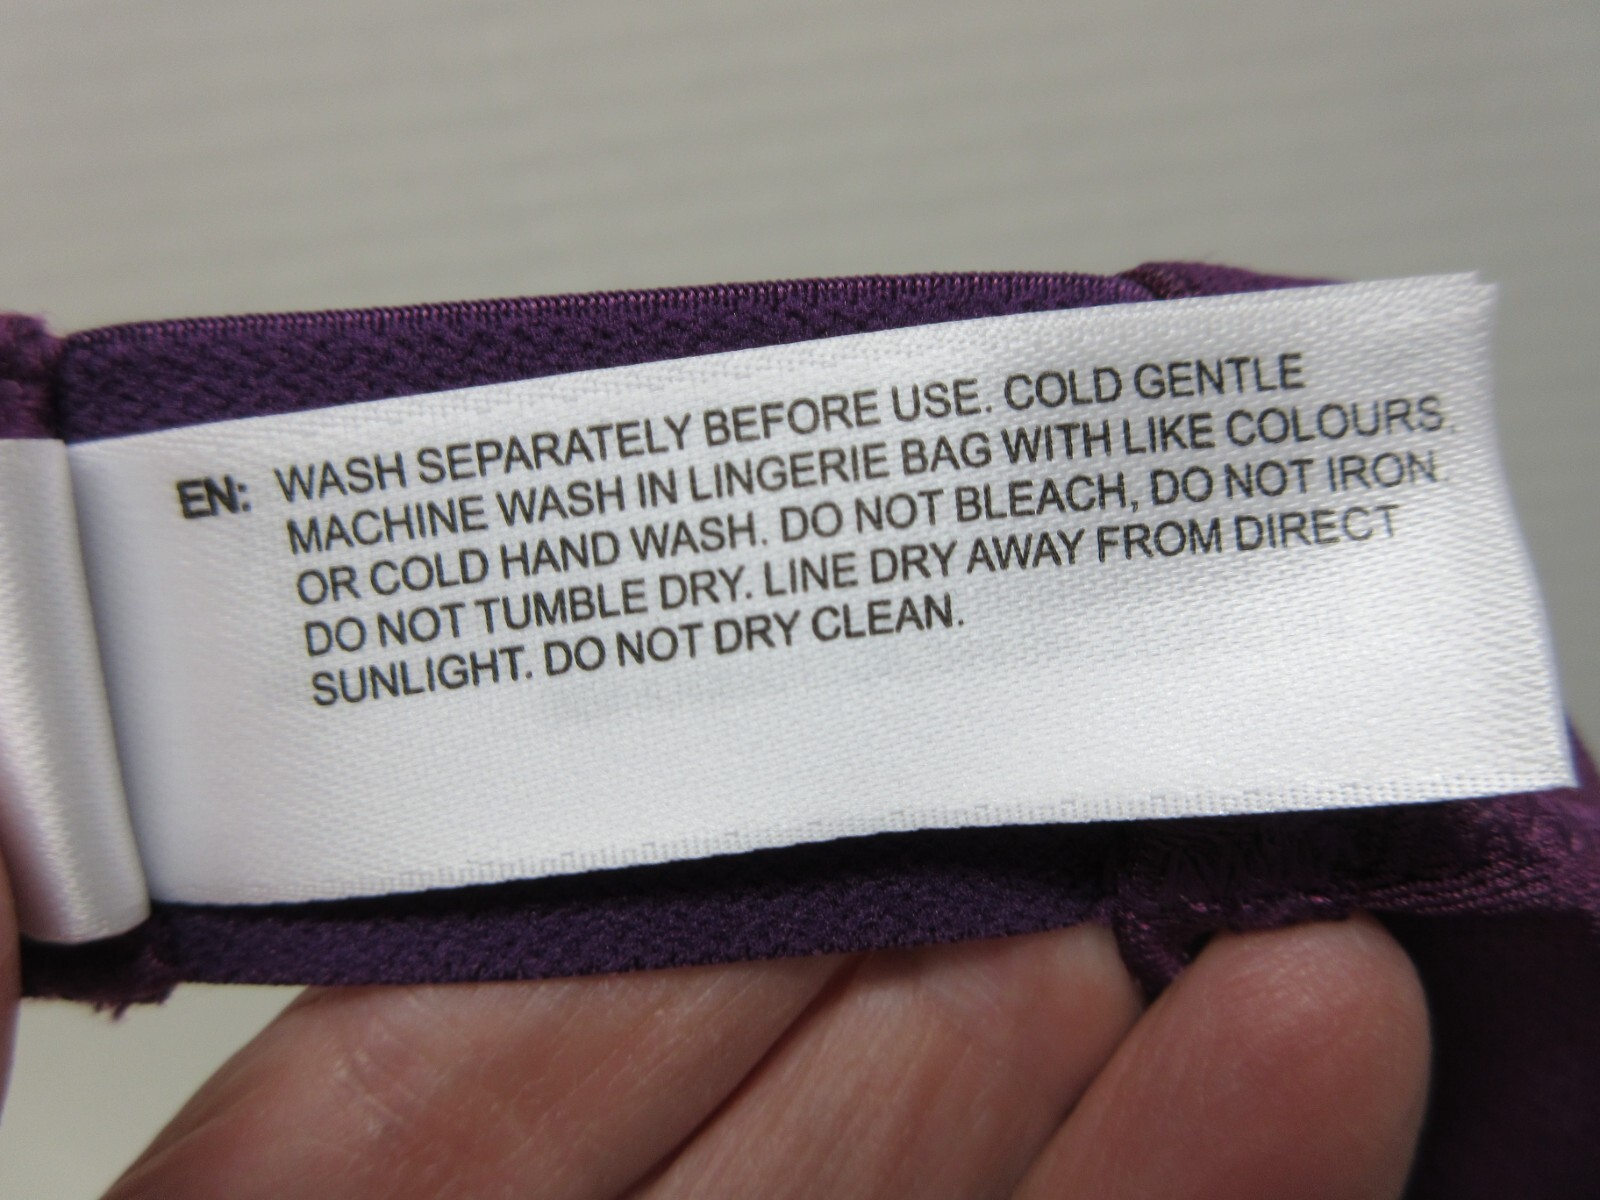 EN: WASH SEPARATELY BEFORE USE. COLD GENTLE
MACHINE WASH IN LINGERIE BAG WITH LIKE COLOURS.
OR COLD HAND WASH. DO NOT BLEACH, DO NOT IRON.
DO NOT TUMBLE DRY. LINE DRY AWAY FROM DIRECT
SUNLIGHT. DO NOT DRY CLEAN.